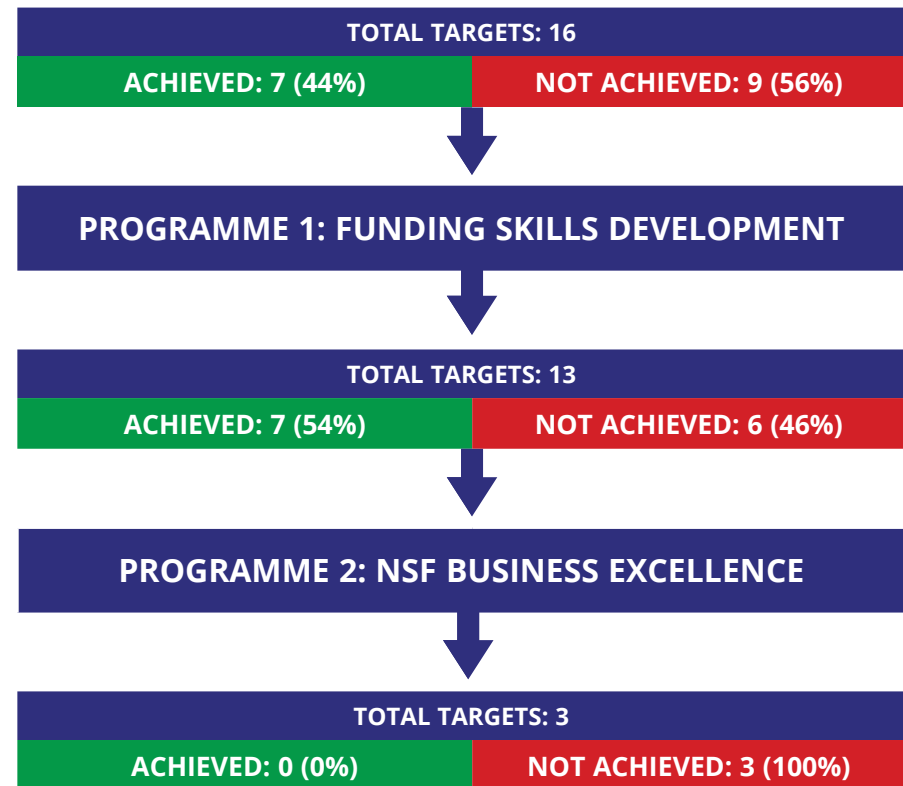 TOTAL TARGETS: 16
ACHIEVED: 7 (44%)
NOT ACHIEVED: 9 (56%)
PROGRAMME 1: FUNDING SKILLS DEVELOPMENT
TOTAL TARGETS: 13
ACHIEVED: 7 (54%)
NOT ACHIEVED: 6 (46%)
PROGRAMME 2: NSF BUSINESS EXCELLENCE
TOTAL TARGETS: 3
ACHIEVED: 0 (0%)
NOT ACHIEVED: 3 (100%)